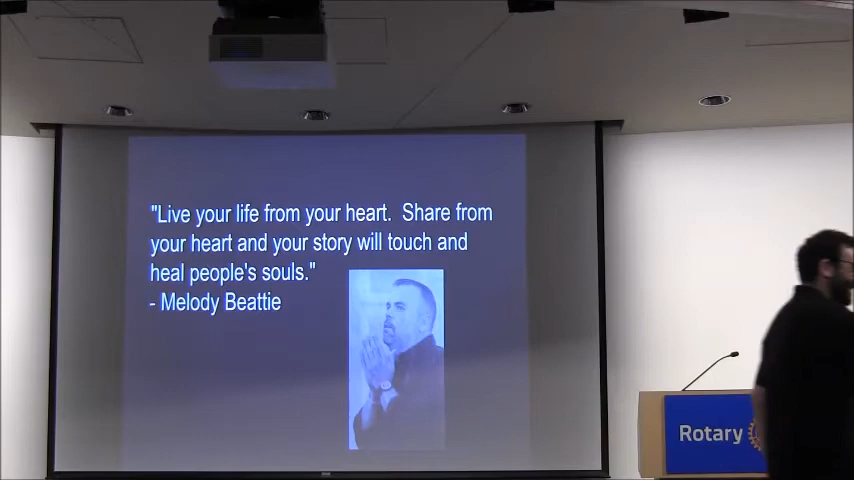 "Live your life from your heart.  Share from
your heart and your story will touch and
heal people's souls."
- Melody Beattie
Rotary